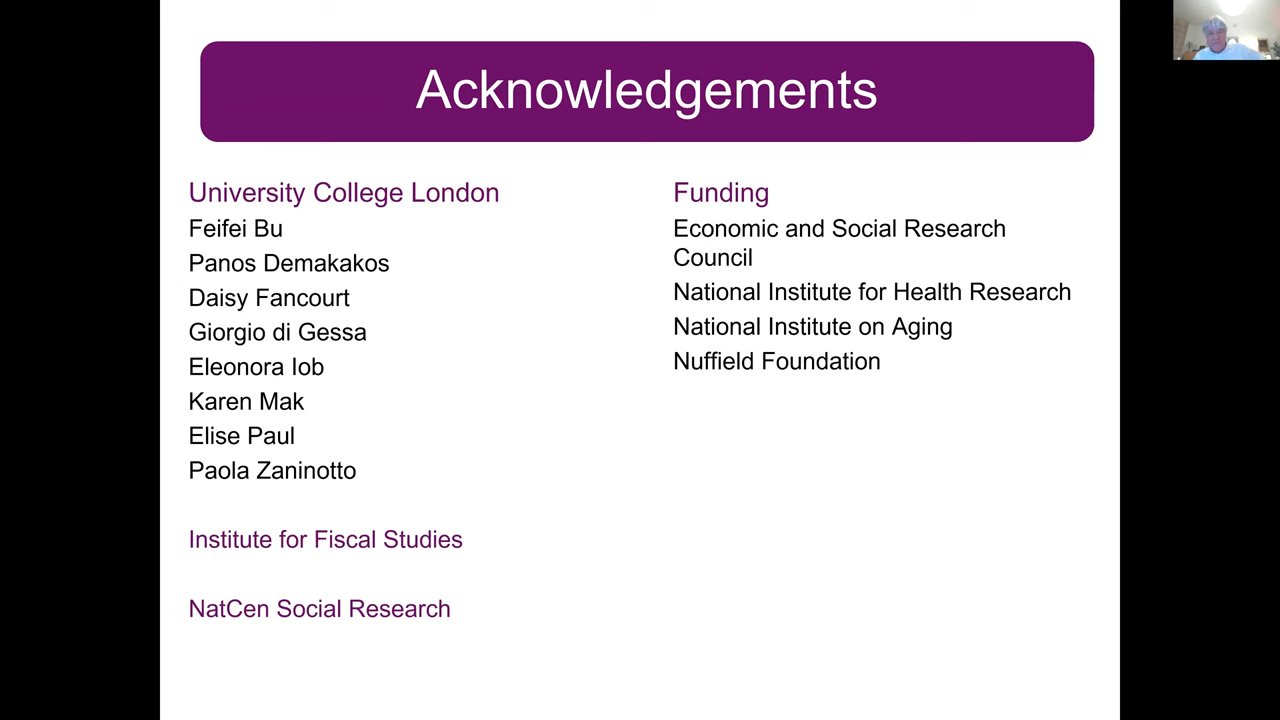 Acknowledgements
University College London
Feifei Bu
Panos Demakakos
Daisy Fancourt
Giorgio di Gessa
Eleonora Iob
Karen Mak
Elise Paul
Paola Zaninotto
Institute for Fiscal Studies
NatCen Social Research
Funding
Economic and Social Research
Council
National Institute for Health Research
National Institute on Aging
Nuffield Foundation